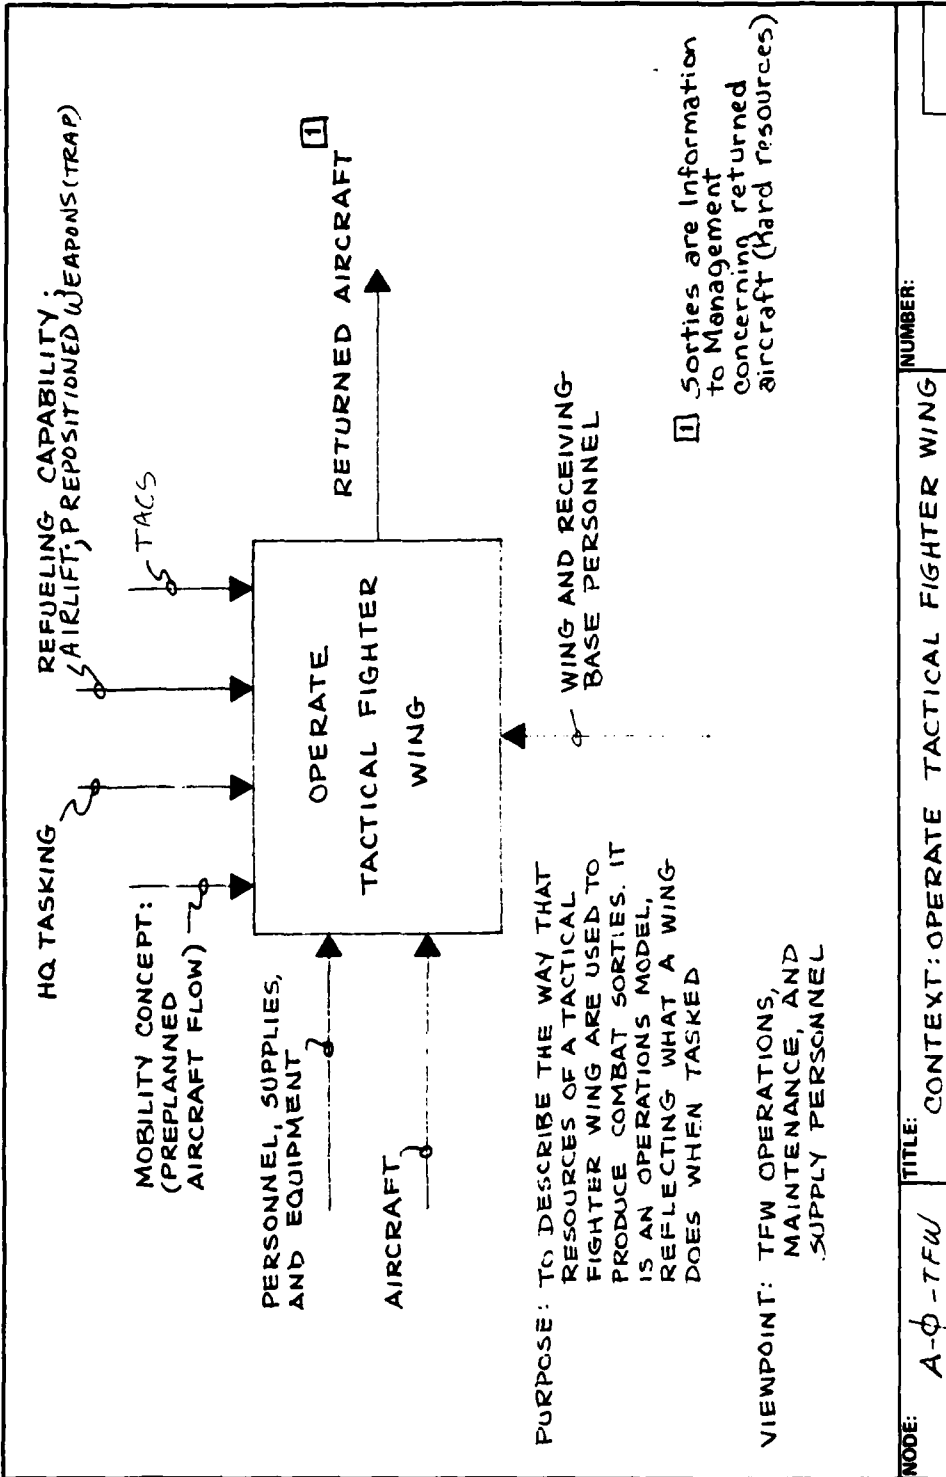 HQ TASKING
REFUELING CAPABILITY;
AIRLIFT; PREPOSITIONED WEAPONS (TRAP)
MOBILITY CONCEPT:
(PREPLANNED
AIRCRAFT FLOW)
TACS
PERSONNEL, SUPPLIES,
AND EQUIPMENT
AIRCRAFT
OPERATE
TACTICAL FIGHTER
WING
RETURNED AIRCRAFT
1
WING AND RECEIVING
BASE PERSONNEL
PURPOSE: TO DESCRIBE THE WAY THAT
RESOURCES OF A TACTICAL
FIGHTER WING ARE USED TO
PRODUCE COMBAT SORTIES. IT
IS AN OPERATIONS MODEL,
REFLECTING WHAT A WING
DOES WHEN TASKED
1 Sorties are Information
to Management
concerning returned
aircraft (hard resources)
VIEWPOINT: TFW OPERATIONS,
MAINTENANCE, AND
SUPPLY PERSONNEL
NODE: A-0-TFW
TITLE: CONTEXT: OPERATE TACTICAL FIGHTER WING
NUMBER: